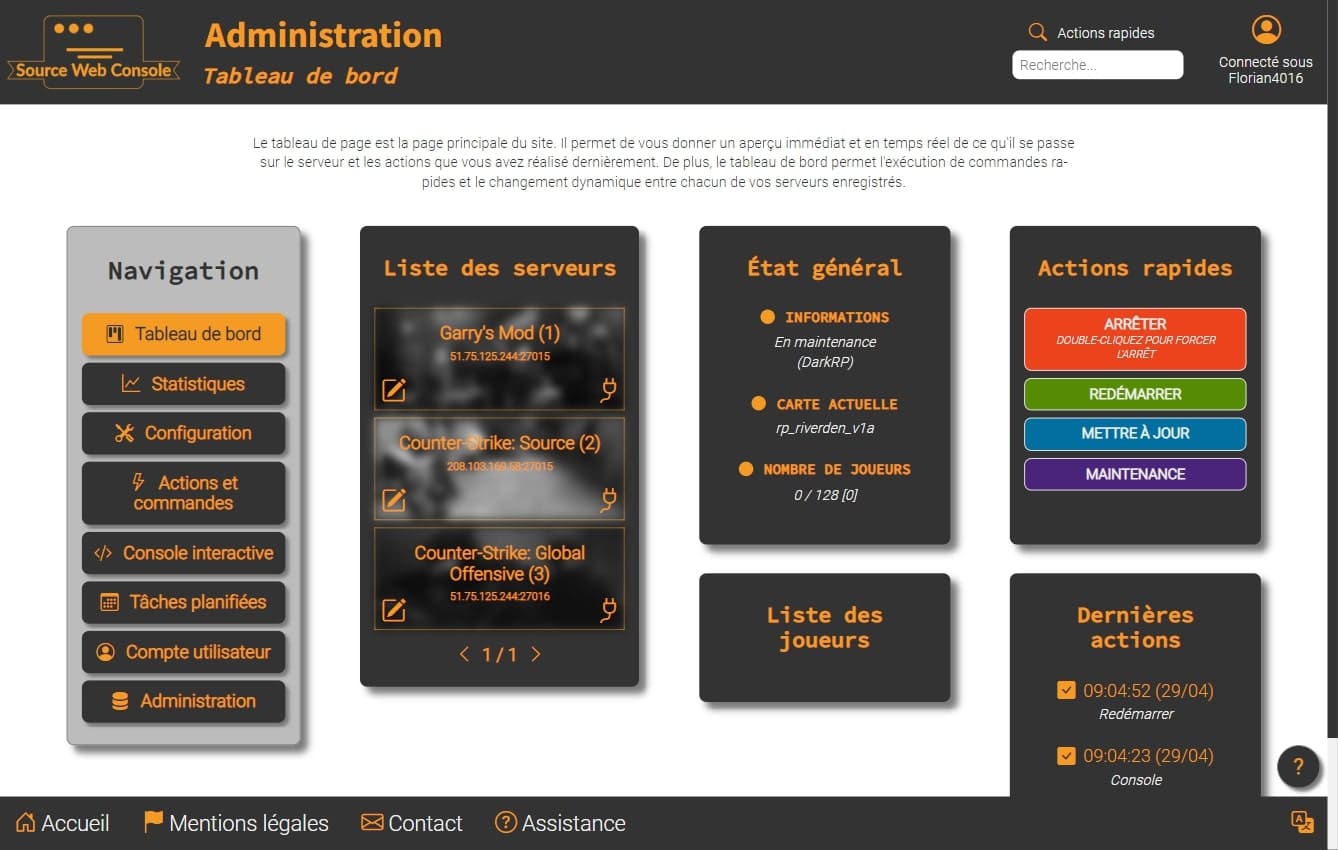 Source Web Console
Administration
Tableau de bord
Actions rapides
Recherche...
Connecté sous
Florian4016
Le tableau de page est la page principale du site. Il permet de vous donner un aperçu immédiat et en temps réel de ce qu'il se passe
sur le serveur et les actions que vous avez réalisé dernièrement. De plus, le tableau de bord permet l'exécution de commandes ra-
pides et le changement dynamique entre chacun de vos serveurs enregistrés.
Navigation
Tableau de bord
Statistiques
Configuration
Actions et
commandes
Console interactive
Tâches planifiées
Compte utilisateur
Administration
Liste des serveurs
Garry's Mod (1)
51.75.125.244:27015
Counter-Strike: Source (2)
208.103.169.58:27015
Counter-Strike: Global
Offensive (3)
51.75.125.244:27016
1 / 1
État général
INFORMATIONS
En maintenance
(DarkRP)
CARTE ACTUELLE
rp_riverden_v1a
NOMBRE DE JOUEURS
0 / 128 [0]
Liste des
joueurs
Actions rapides
ARRÊTER
DOUBLE-CLIQUEZ POUR FORCER
L'ARRÊT
REDÉMARRER
METTRE À JOUR
MAINTENANCE
Dernières
actions
09:04:52 (29/04)
Redémarrer
09:04:23 (29/04)
Console
?
Accueil
Mentions légales
Contact
Assistance